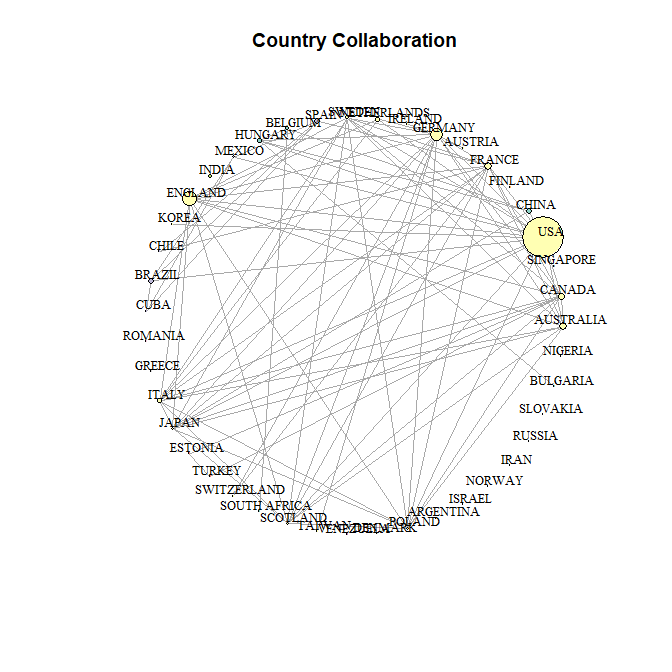 Country Collaboration
SWEDEN
NETHERLANDS
SPAIN
IRELAND
BELGIUM
GERMANY
HUNGARY
AUSTRIA
MEXICO
FRANCE
INDIA
FINLAND
ENGLAND
CHINA
KOREA
USA
CHILE
SINGAPORE
BRAZIL
CANADA
CUBA
AUSTRALIA
ROMANIA
NIGERIA
GREECE
BULGARIA
ITALY
SLOVAKIA
JAPAN
RUSSIA
ESTONIA
IRAN
TURKEY
NORWAY
SWITZERLAND
ISRAEL
SOUTH AFRICA
ARGENTINA
SCOTLAND
POLAND
TAIWAN
VENEZUELA
DENMARK